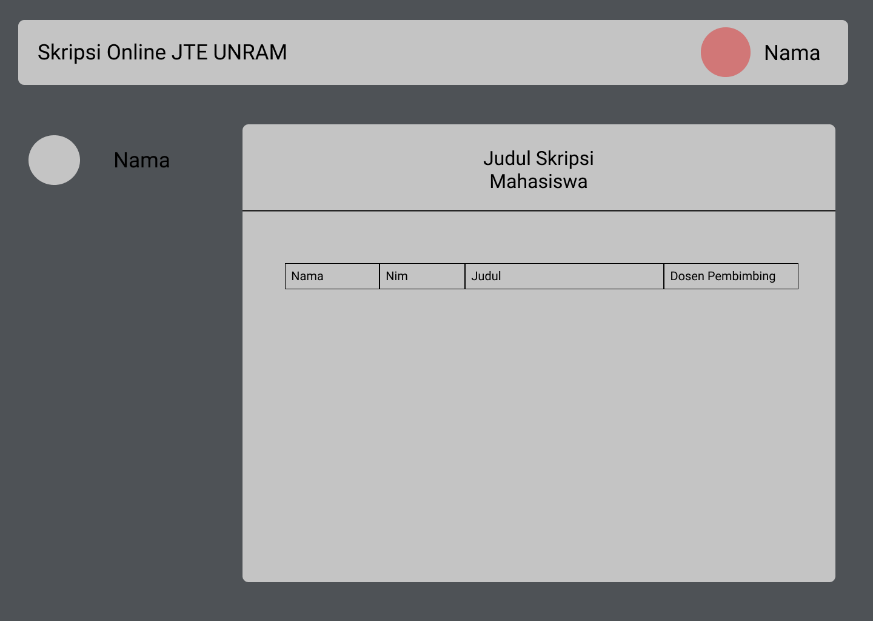 Skripsi Online JTE UNRAM
Nama
Nama
Judul Skripsi
Mahasiswa
Nama
Nim
Judul
Dosen Pembimbing